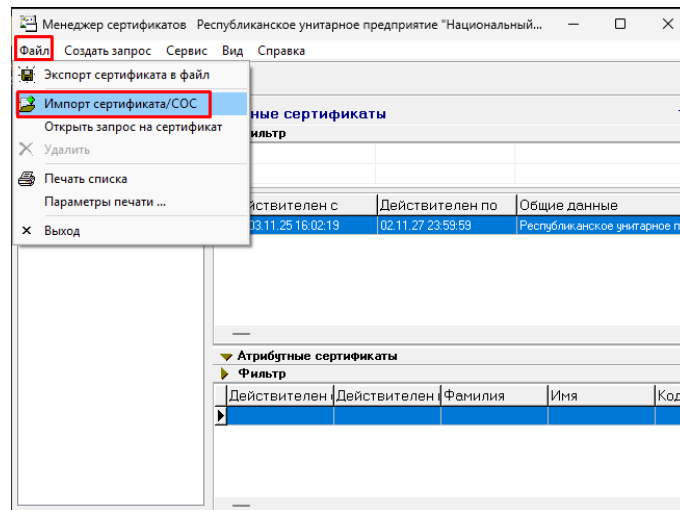 Менеджер сертификатов Республиканское унитарное предприятие "Национальный...
Файл Создать запрос Сервис Вид Справка
Экспорт сертификата в файл
Импорт сертификата/СОС
Открыть запрос на сертификат
Удалить
Печать списка
Параметры печати ...
Выход
ные сертификаты
ильтр
йствителен с Действителен по Общие данные
03.11.25 16:02:19 02.11.27 23:59:59 Республиканское унитарное п
Атрибутные сертификаты
Фильтр
Действителен Действителен Фамилия Имя Код